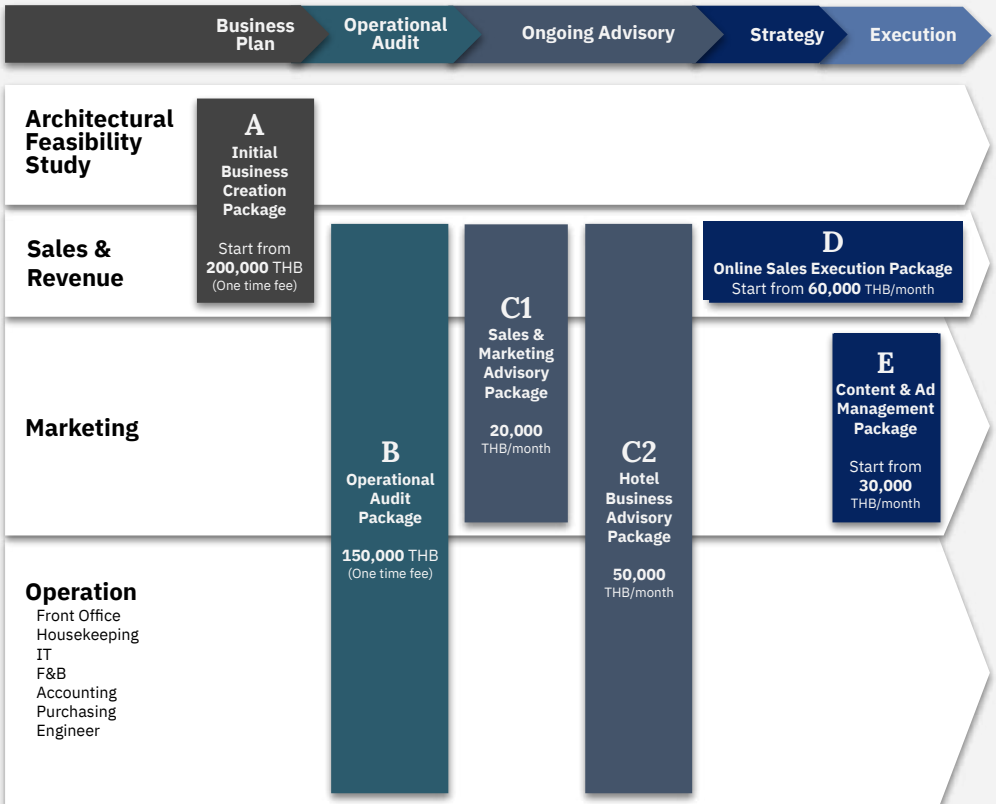 Business
Plan
Operational
Audit
Ongoing Advisory
Strategy
Execution
Architectural
Feasibility
Study
A
Initial
Business
Creation
Package
Start from
200,000 THB
(One time fee)
Sales &
Revenue
D
Online Sales Execution Package
Start from 60,000 THB/month
C1
Sales &
Marketing
Advisory
Package
20,000
THB/month
Marketing
E
Content & Ad
Management
Package
Start from
30,000
THB/month
B
Operational
Audit
Package
150,000 THB
(One time fee)
C2
Hotel
Business
Advisory
Package
50,000
THB/month
Operation
Front Office
Housekeeping
IT
F&B
Accounting
Purchasing
Engineer